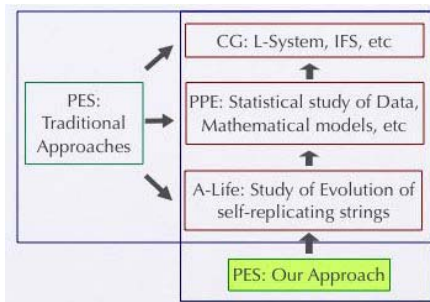 CG: L-System, IFS, etc
PES:
Traditional
Approaches
PPE: Statistical study of Data,
Mathematical models, etc
A-Life: Study of Evolution of
self-replicating strings
PES: Our Approach